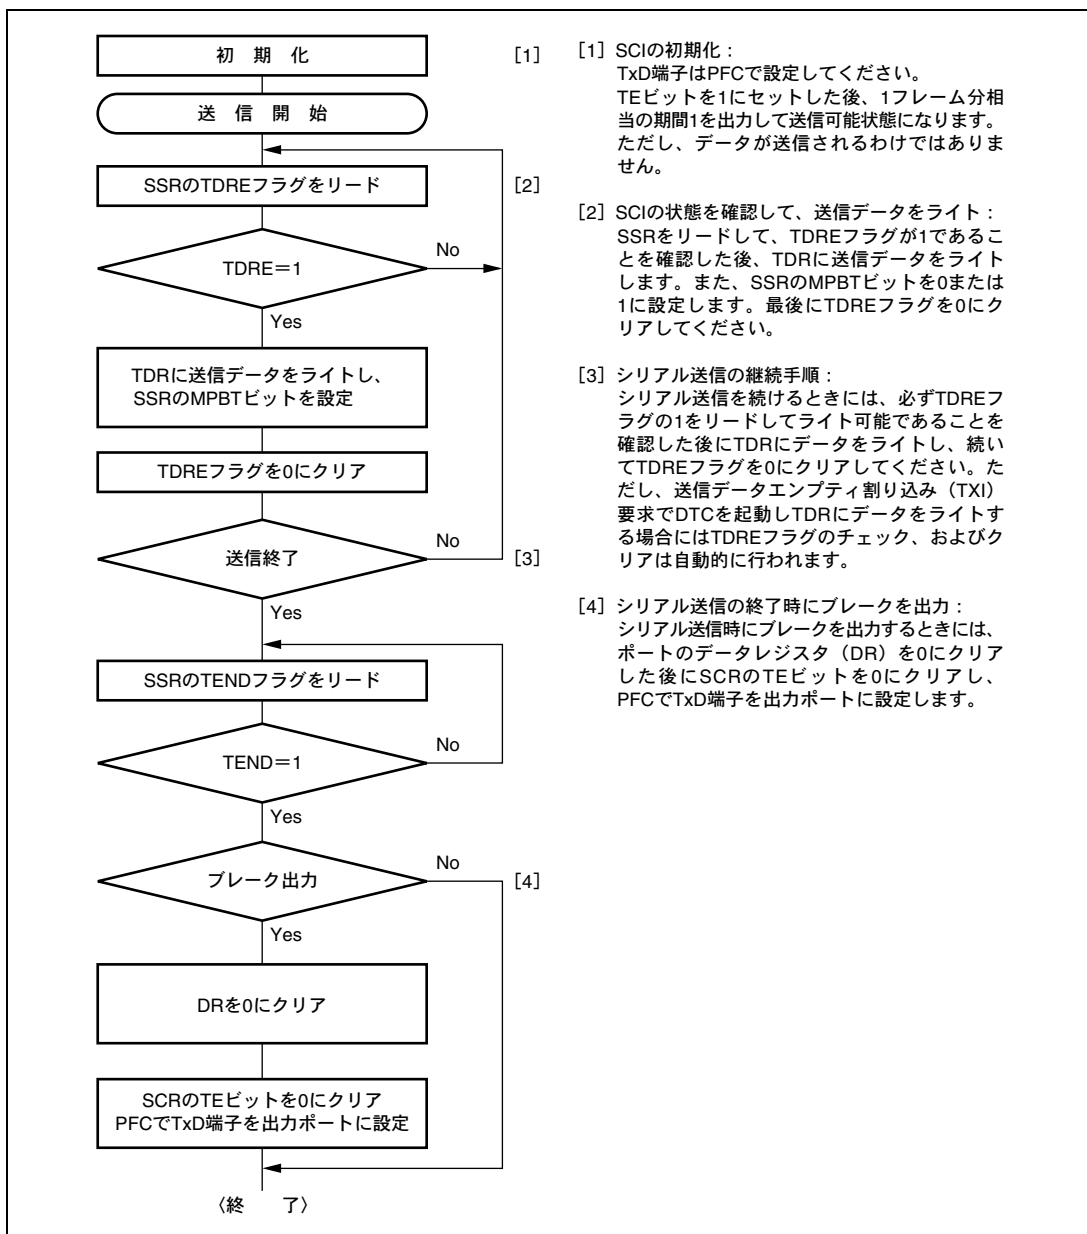 初 期 化 [1]
送 信 開 始
SSRのTDREフラグをリード [2]
TDRE＝1
No
Yes
TDRに送信データをライトし、
SSRのMPBTビットを設定
TDREフラグを0にクリア
送信終了
No
[3]
Yes
SSRのTENDフラグをリード
TEND＝1
No
Yes
ブレーク出力
No
[4]
Yes
DRを0にクリア
SCRのTEビットを0にクリア
PFCでTxD端子を出力ポートに設定
〈終 了〉
[1] SCIの初期化：
TxD端子はPFCで設定してください。
TEビットを1にセットした後、1フレーム分相
当の期間1を出力して送信可能状態になります。
ただし、データが送信されるわけではありま
せん。
[2] SCIの状態を確認して、送信データをライト：
SSRをリードして、TDREフラグが1であるこ
とを確認した後、TDRに送信データをライト
します。また、SSRのMPBTビットを0または
1に設定します。最後にTDREフラグを0にク
リアしてください。
[3] シリアル送信の継続手順：
シリアル送信を続けるときには、必ずTDREフ
ラグの1をリードしてライト可能であることを
確認した後にTDRにデータをライトし、続い
てTDREフラグを0にクリアしてください。た
だし、送信データエンプティ割り込み（TXI）
要求でDTCを起動しTDRにデータをライトす
る場合にはTDREフラグのチェック、およびク
リアは自動的に行われます。
[4] シリアル送信の終了時にブレークを出力：
シリアル送信時にブレークを出力するときには、
ポートのデータレジスタ（DR）を0にクリア
した後にSCRのTEビットを0にクリアし、
PFCでTxD端子を出力ポートに設定します。